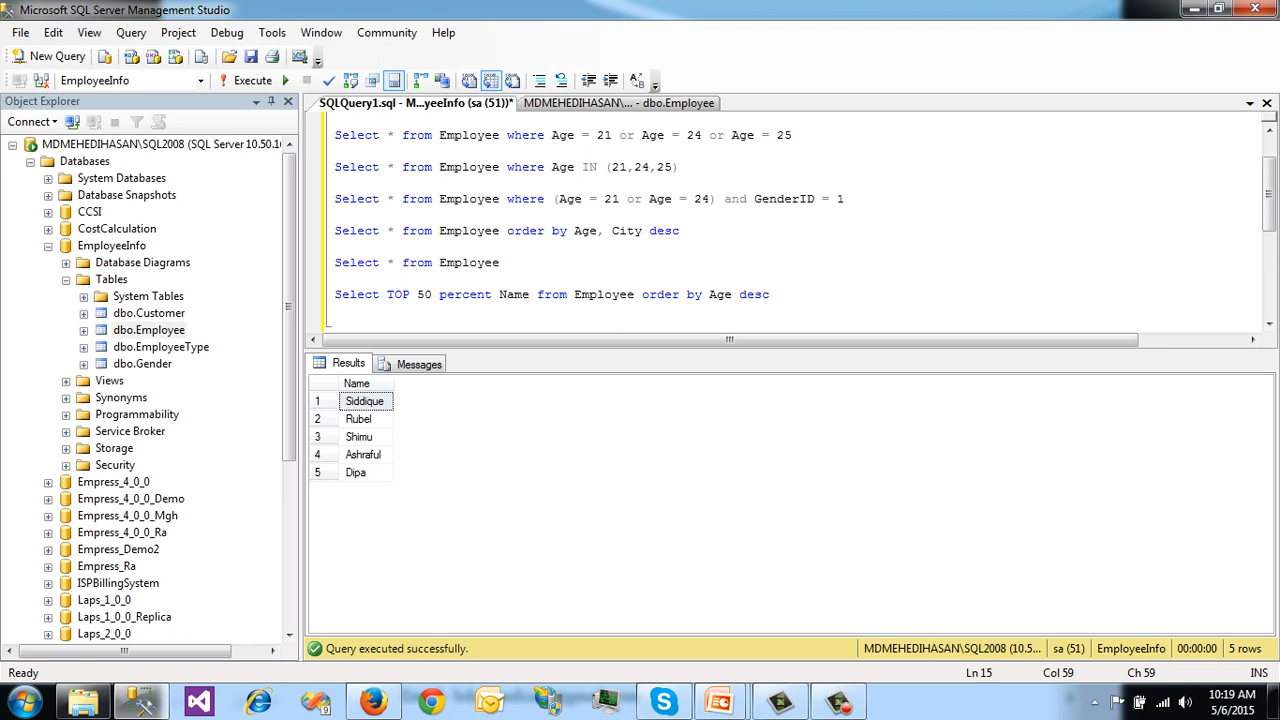 Microsoft SQL Server Management Studio
File Edit View Query Project Debug Tools Window Community Help
New Query
EmployeeInfo Execute
Object Explorer
SQLQuery1.sql - M...yeeInfo (sa (51))* MDMEHEDIHASAN\... - dbo.Employee
Connect
MDMEHEDIHASAN\SQL2008 (SQL Server 10.50.16
Databases
System Databases
Database Snapshots
CCSI
CostCalculation
EmployeeInfo
Database Diagrams
Tables
System Tables
dbo.Customer
dbo.Employee
dbo.EmployeeType
dbo.Gender
Views
Synonyms
Programmability
Service Broker
Storage
Security
Empress_4_0_0
Empress_4_0_0_Demo
Empress_4_0_0_Mgh
Empress_4_0_0_Ra
Empress_Demo2
Empress_Ra
ISPBillingSystem
Laps_1_0_0
Laps_1_0_0_Replica
Laps_2_0_0
Select * from Employee where Age = 21 or Age = 24 or Age = 25
Select * from Employee where Age IN (21,24,25)
Select * from Employee where (Age = 21 or Age = 24) and GenderID = 1
Select * from Employee order by Age, City desc
Select * from Employee
Select TOP 50 percent Name from Employee order by Age desc
Results Messages
Name
1 Siddique
2 Rubel
3 Shimu
4 Ashraful
5 Dipa
Query executed successfully. MDMEHEDIHASAN\SQL2008 (10.5... sa (51) EmployeeInfo 00:00:00 5 rows
Ready Ln 15 Col 59 Ch 59 INS
10:19 AM
5/6/2015